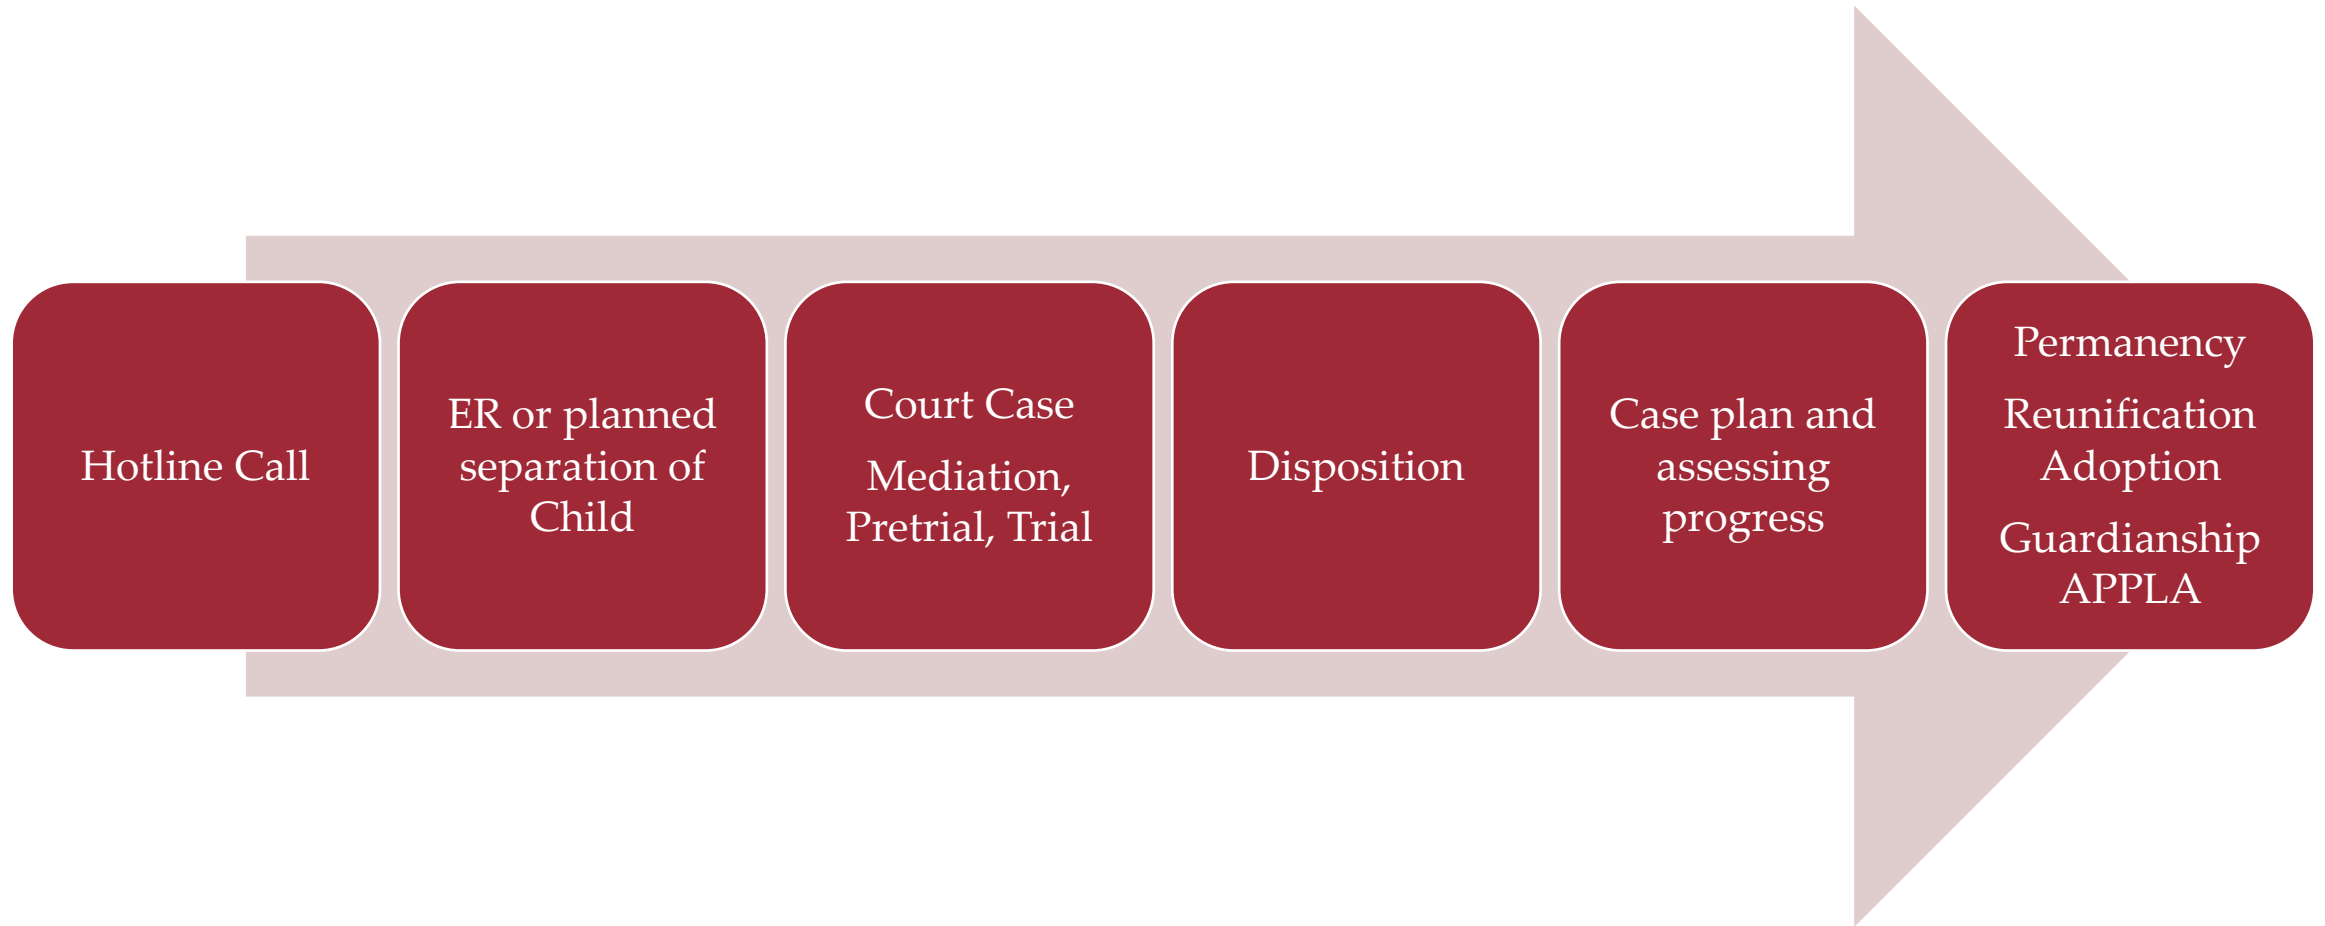 Hotline Call
ER or planned
separation of
Child
Court Case
Mediation,
Pretrial, Trial
Disposition
Case plan and
assessing
progress
Permanency
Reunification
Adoption
Guardianship
APPLA